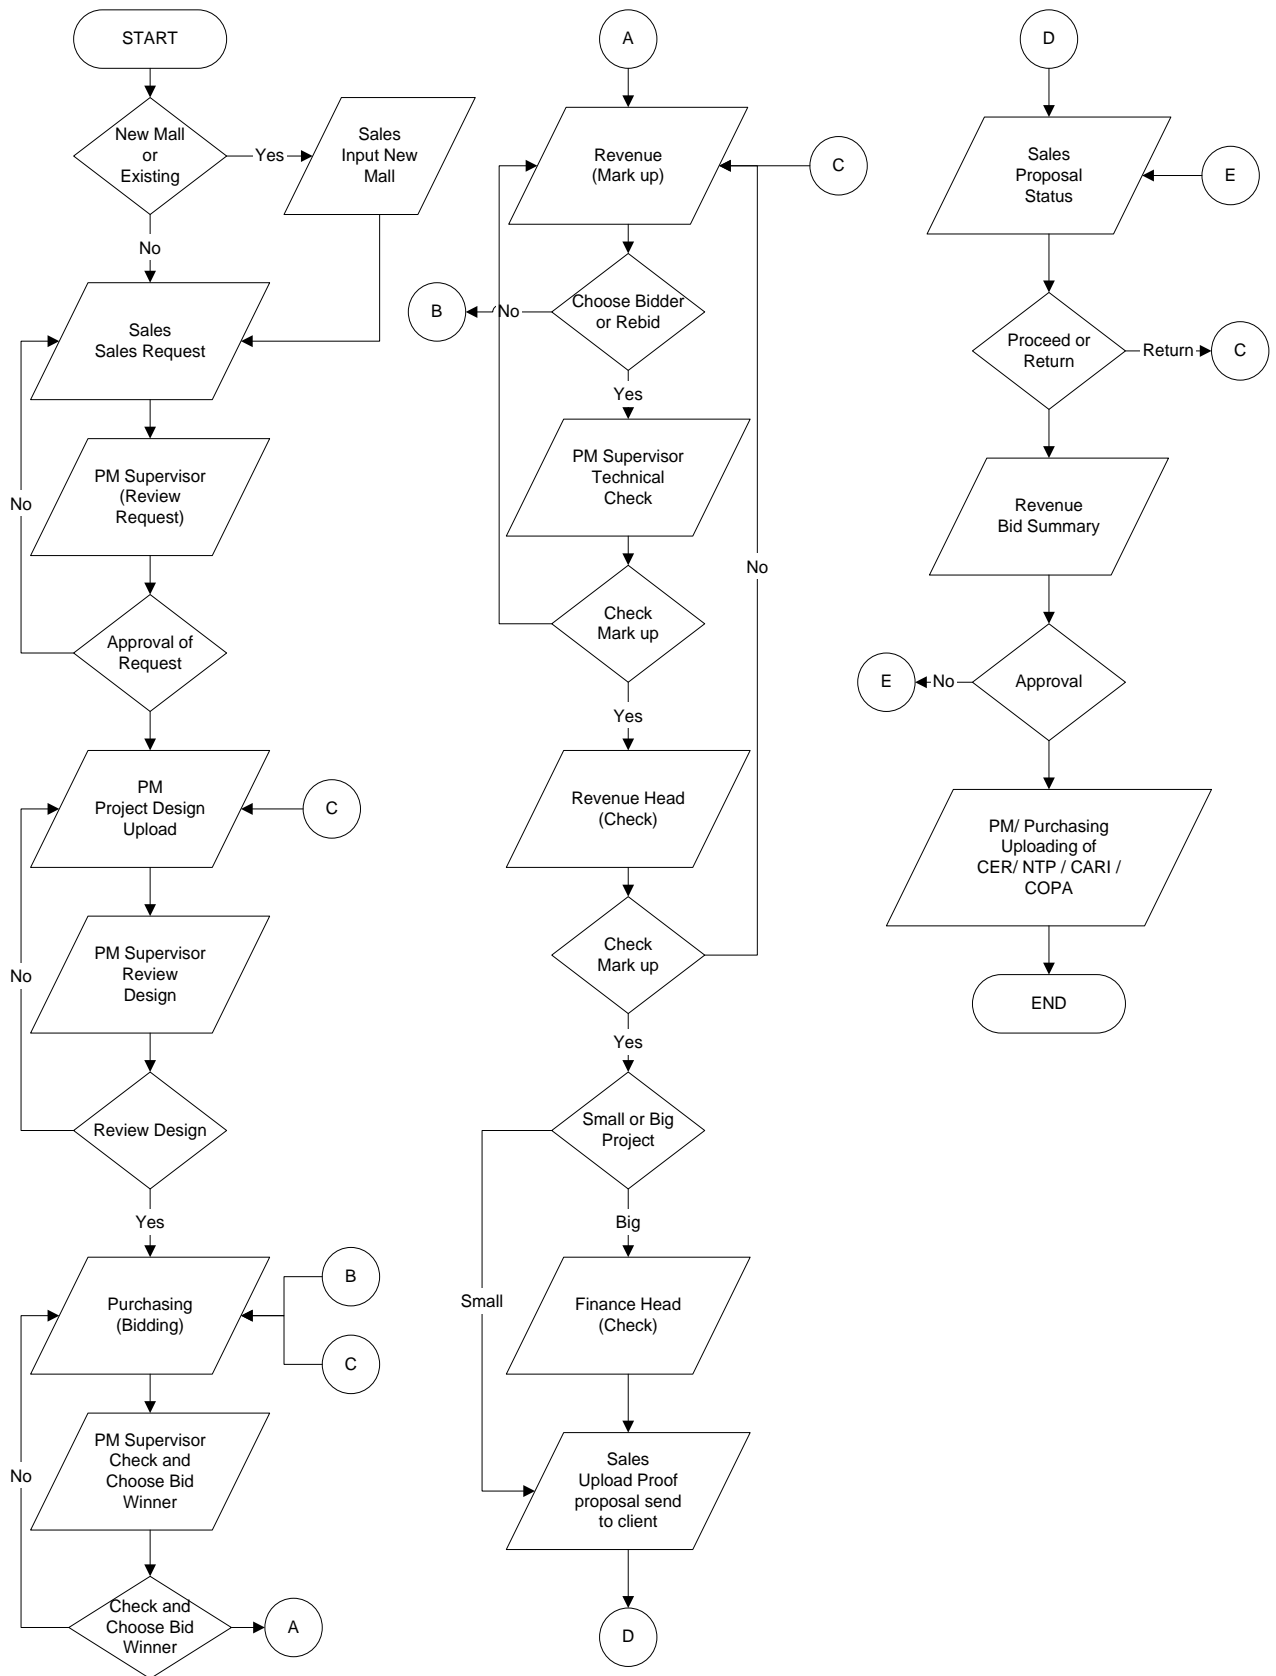 START
New Mall
or
Existing
Yes
Sales
Input New
Mall
No
Sales
Sales Request
PM Supervisor
(Review
Request)
No
Approval of
Request
PM
Project Design
Upload
C
PM Supervisor
Review
Design
No
Review Design
Yes
Purchasing
(Bidding)
B
C
PM Supervisor
Check and
Choose Bid
Winner
No
Check and
Choose Bid
Winner
A
A
Revenue
(Mark up)
C
Choose Bidder
or Rebid
No
B
Yes
PM Supervisor
Technical
Check
Check
Mark up
No
Yes
Revenue Head
(Check)
Check
Mark up
Yes
Small or Big
Project
Big
Small
Finance Head
(Check)
Sales
Upload Proof
proposal send
to client
D
D
Sales
Proposal
Status
E
Proceed or
Return
Return
C
Revenue
Bid Summary
Approval
No
E
PM/ Purchasing
Uploading of
CER/ NTP / CARI /
COPA
END